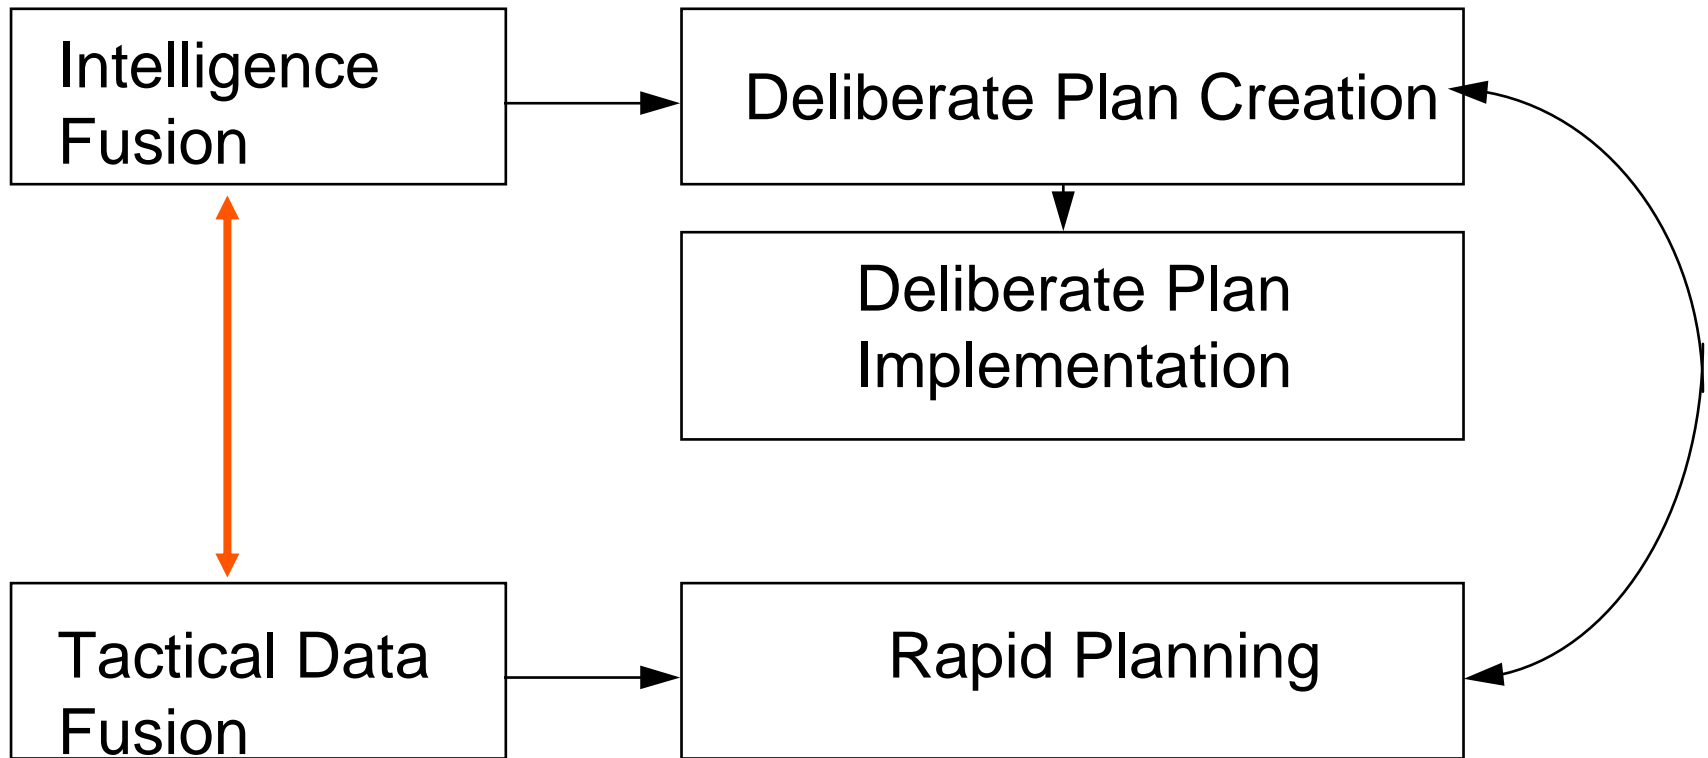 Intelligence
Fusion
Deliberate Plan Creation
Deliberate Plan
Implementation
Tactical Data
Fusion
Rapid Planning